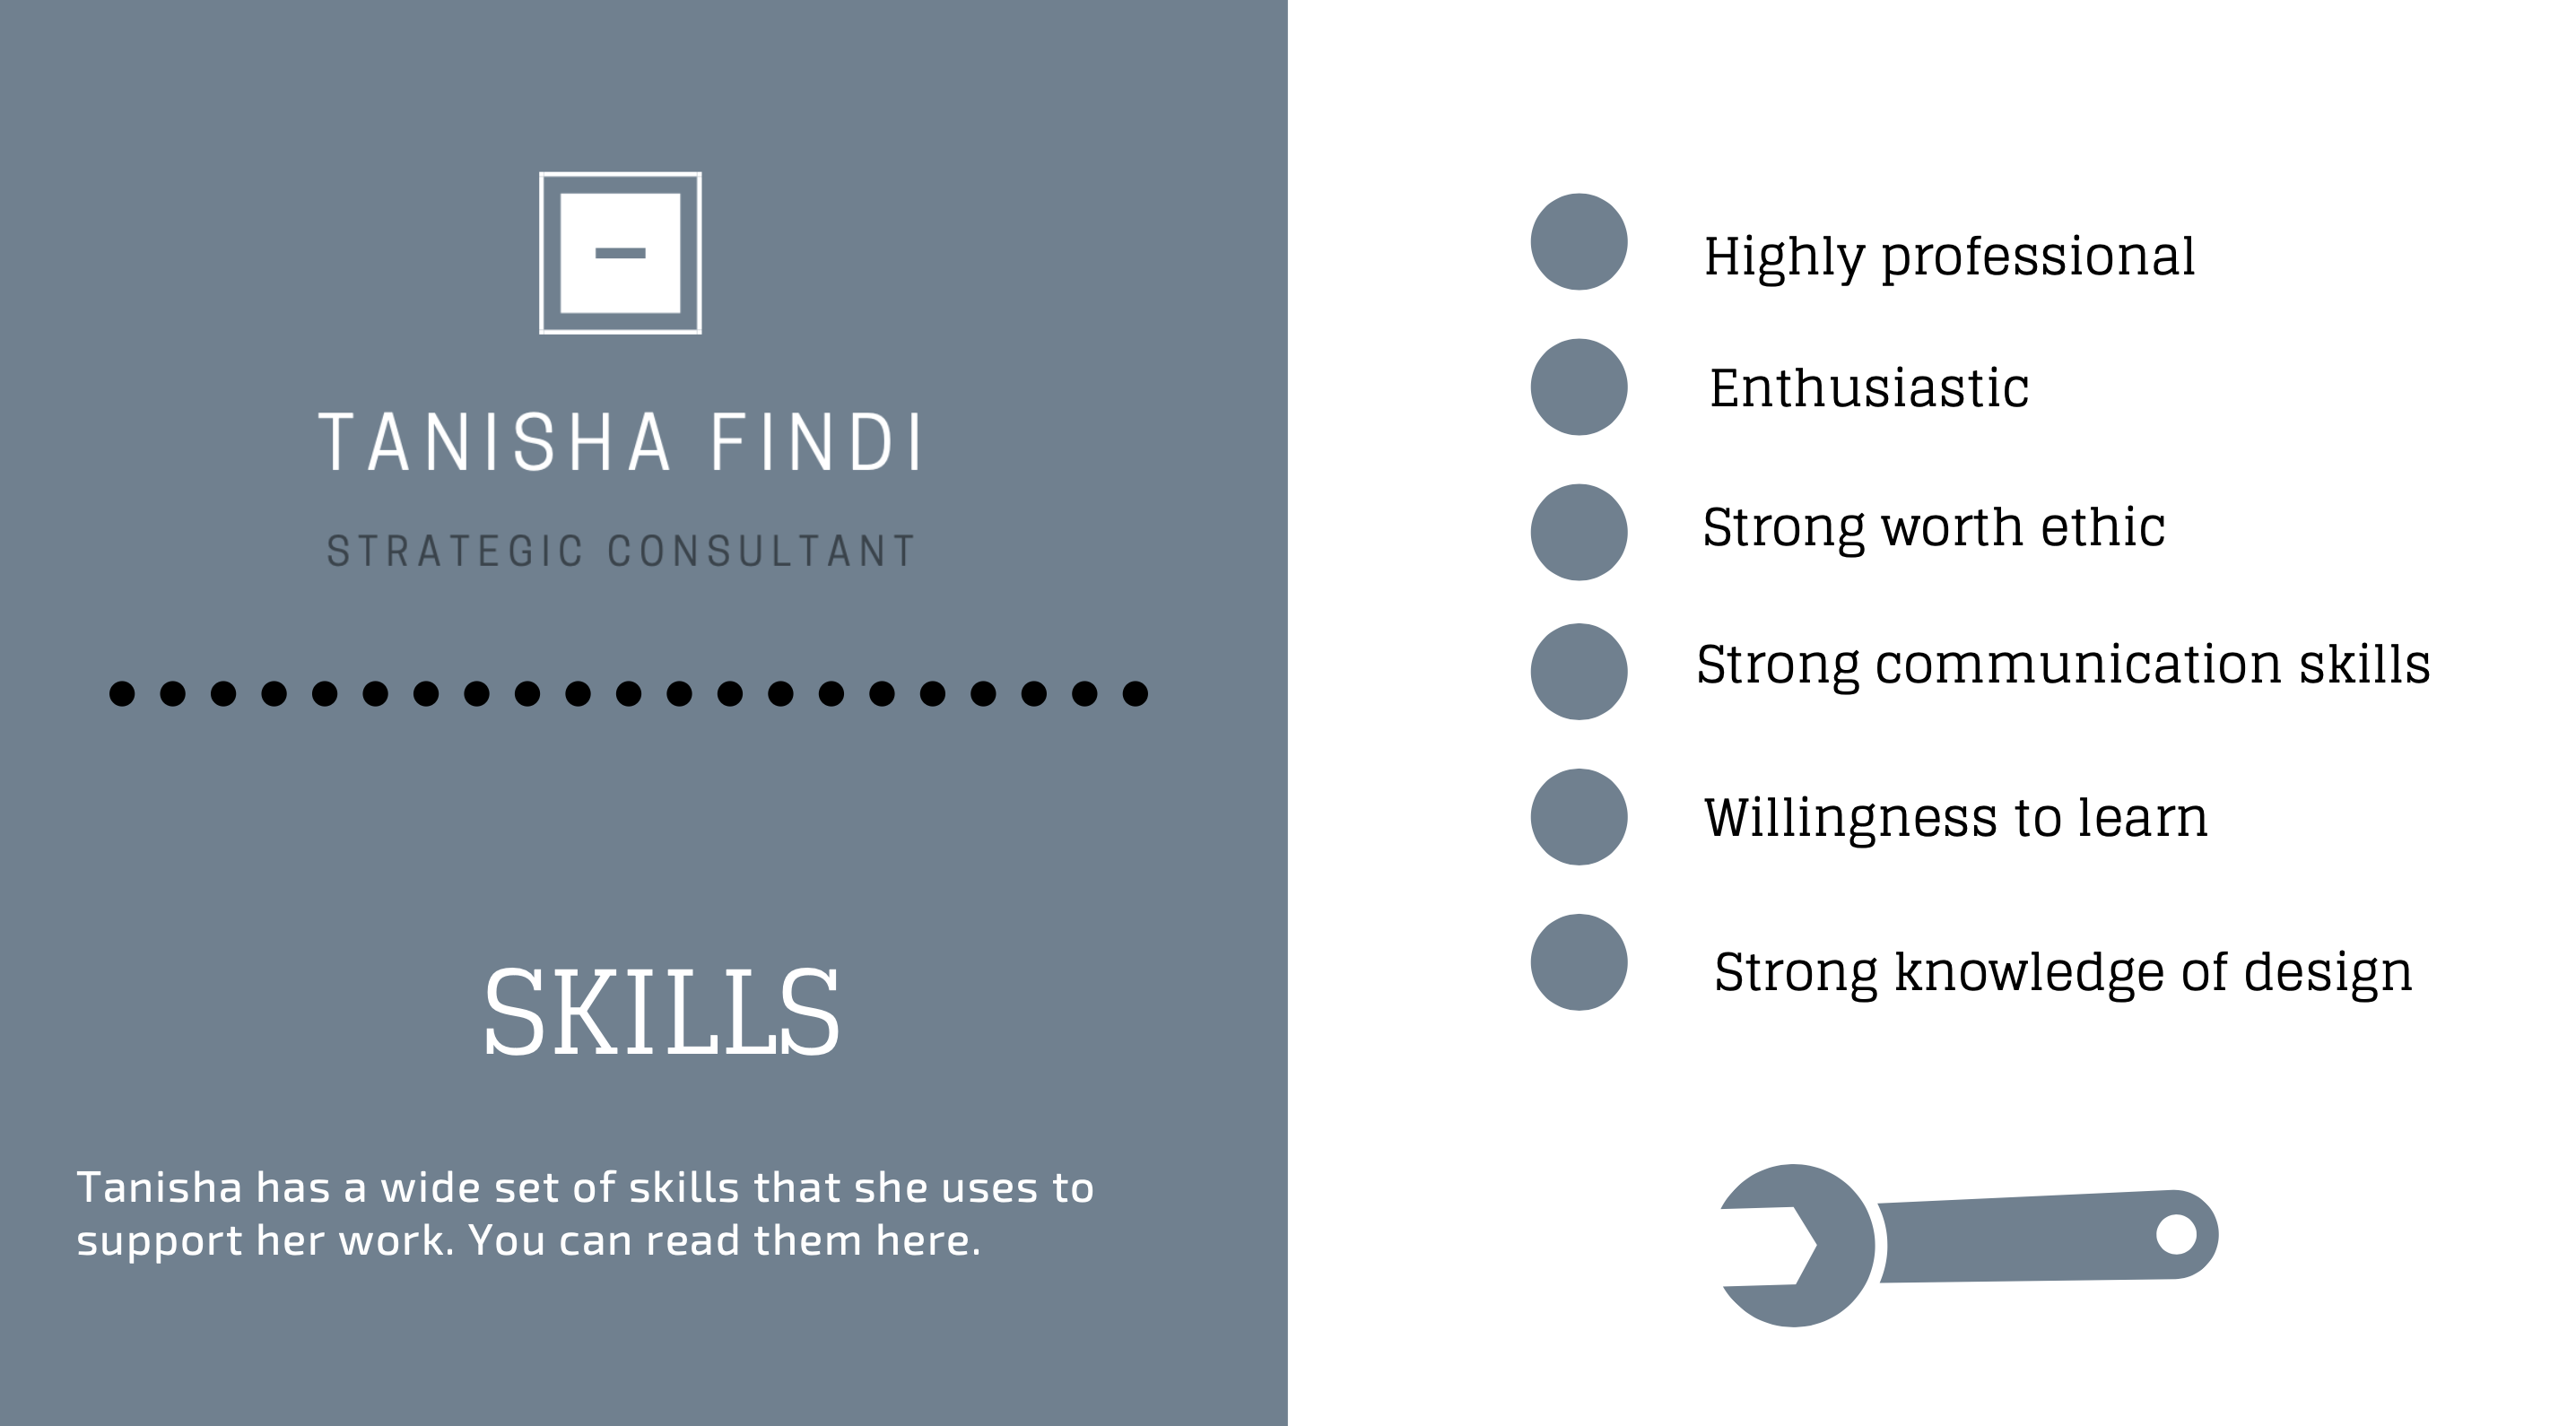 TANISHA FINDI
STRATEGIC CONSULTANT
SKILLS
Tanisha has a wide set of skills that she uses to
support her work. You can read them here.
Highly professional
Enthusiastic
Strong worth ethic
Strong communication skills
Willingness to learn
Strong knowledge of design